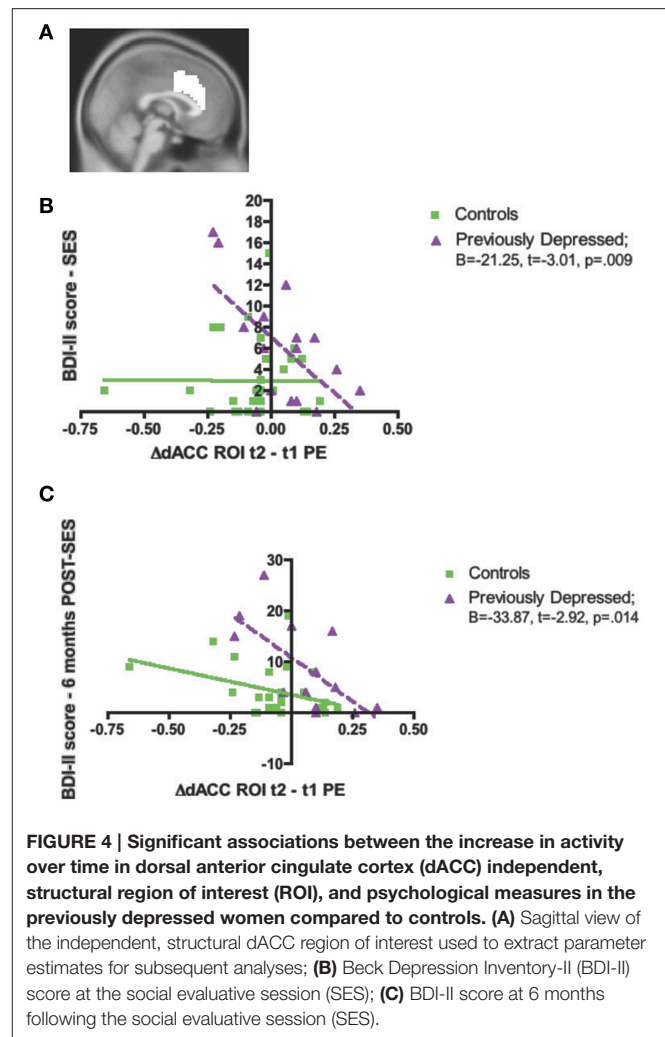 A
B
BDI-II score - SES
20
18
16
14
12
10
8
6
4
2
-0.75
-0.50
-0.25
0.00
0.25
0.50
ΔdACC ROI t2 - t1 PE
Controls
Previously Depressed;
B=-21.25, t=-3.01, p=.009
C
BDI-II score - 6 months POST-SES
30
20
10
-10
-0.75
-0.50
-0.25
0.25
0.50
ΔdACC ROI t2 - t1 PE
Controls
Previously Depressed;
B=-33.87, t=-2.92, p=.014
FIGURE 4 | Significant associations between the increase in activity
over time in dorsal anterior cingulate cortex (dACC) independent,
structural region of interest (ROI), and psychological measures in the
previously depressed women compared to controls. (A) Sagittal view of
the independent, structural dACC region of interest used to extract parameter
estimates for subsequent analyses; (B) Beck Depression Inventory-II (BDI-II)
score at the social evaluative session (SES); (C) BDI-II score at 6 months
following the social evaluative session (SES).